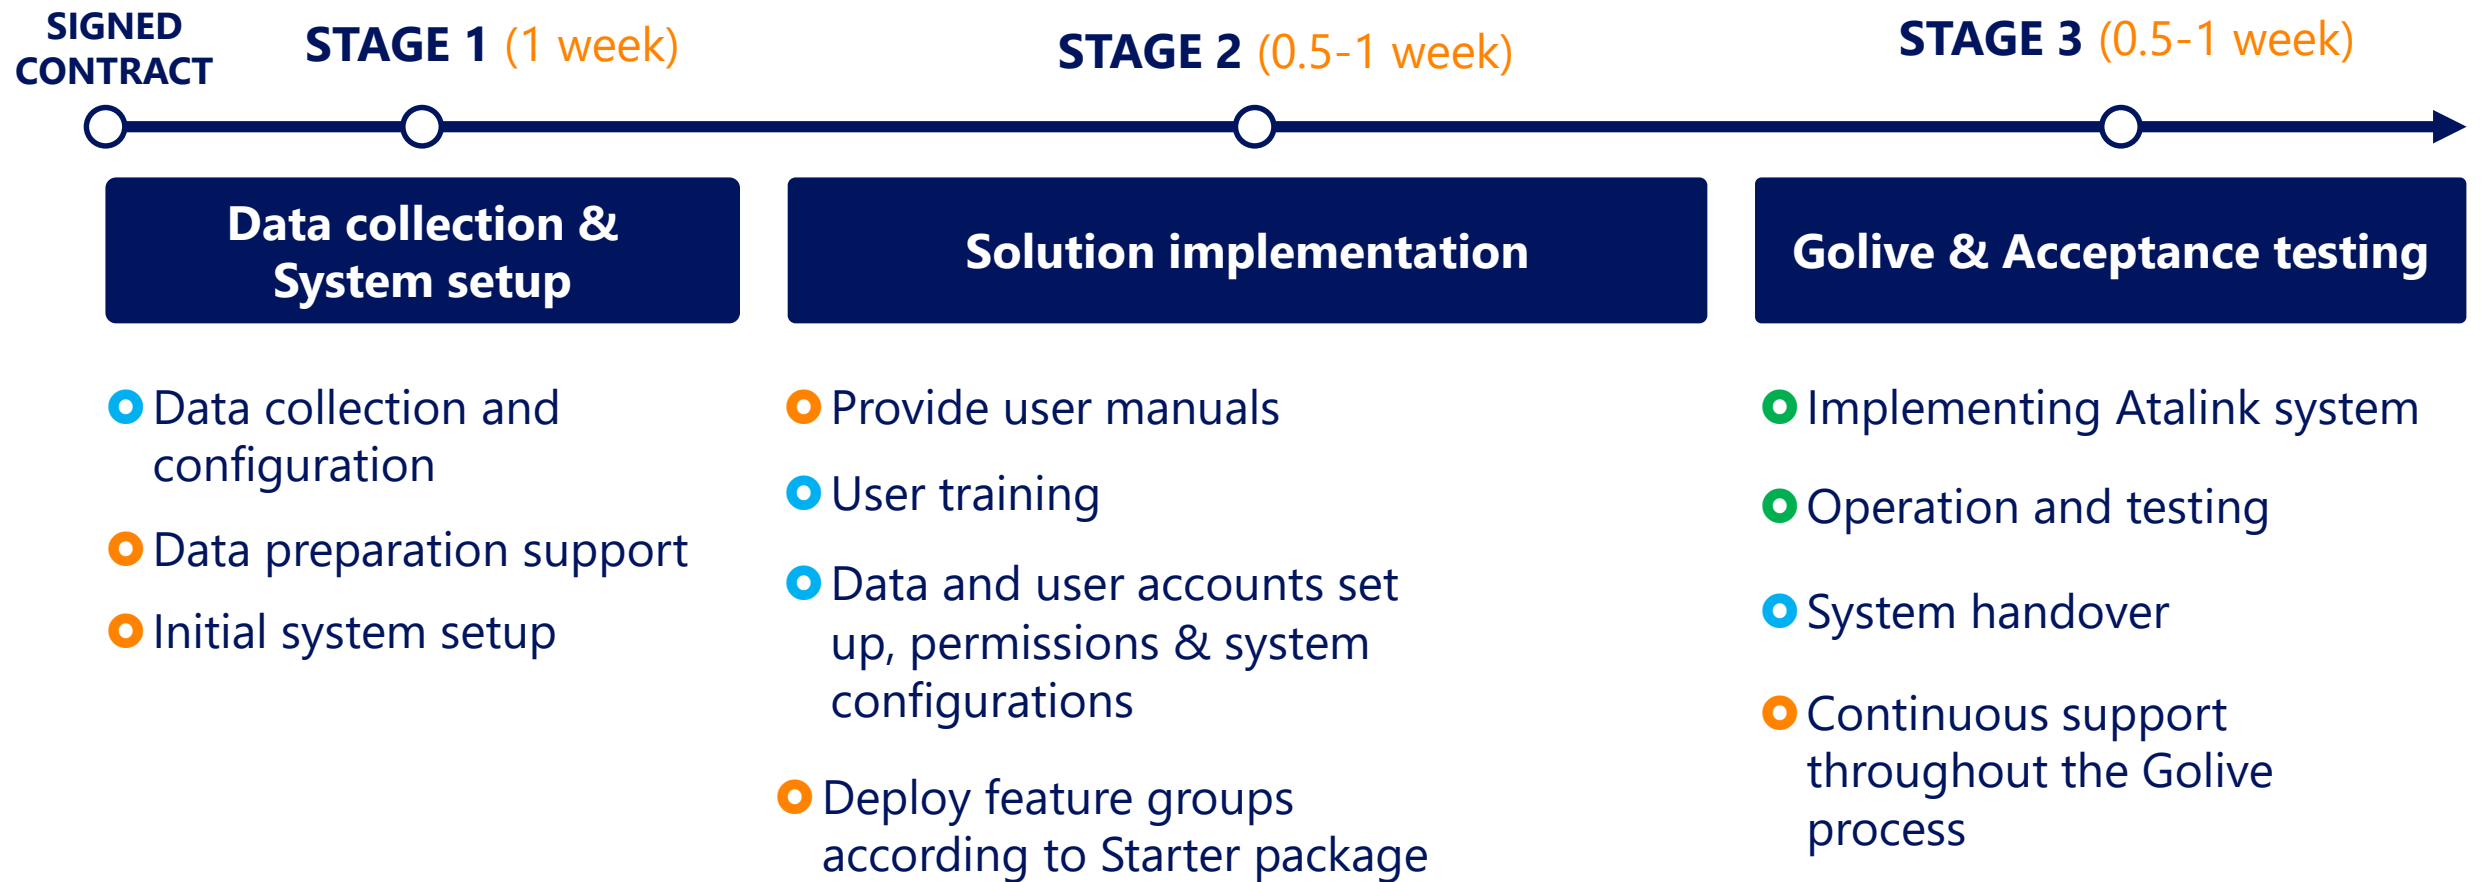 SIGNED
CONTRACT
STAGE 1 (1 week)
STAGE 2 (0.5-1 week)
STAGE 3 (0.5-1 week)
Data collection &
System setup
Solution implementation
Golive & Acceptance testing
Data collection and
configuration
Data preparation support
Initial system setup
Provide user manuals
User training
Data and user accounts set
up, permissions & system
configurations
Deploy feature groups
according to Starter package
Implementing Atalink system
Operation and testing
System handover
Continuous support
throughout the Golive
process